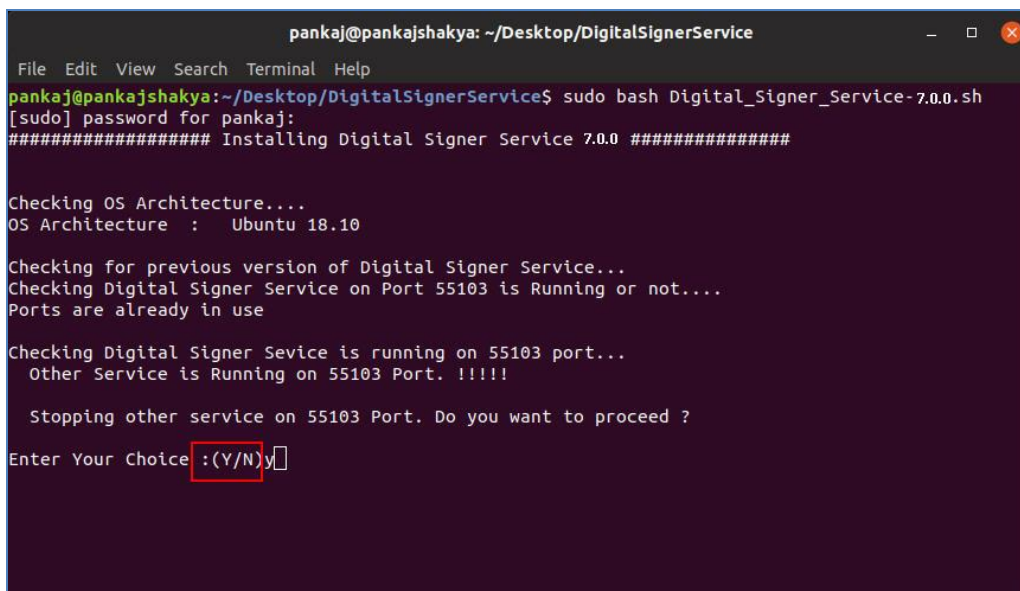 pankaj@pankajshakya: ~/Desktop/DigitalSignerService
File Edit View Search Terminal Help
pankaj@pankajshakya:~/Desktop/DigitalSignerService$ sudo bash Digital_Signer_Service-7.0.0.sh
[sudo] password for pankaj:
################### Installing Digital Signer Service 7.0.0 ###############
Checking OS Architecture....
OS Architecture : Ubuntu 18.10
Checking for previous version of Digital Signer Service...
Checking Digital Signer Service on Port 55103 is Running or not....
Ports are already in use
Checking Digital Signer Sevice is running on 55103 port...
Other Service is Running on 55103 Port. !!!!!
Stopping other service on 55103 Port. Do you want to proceed ?
Enter Your Choice :(Y/N)y